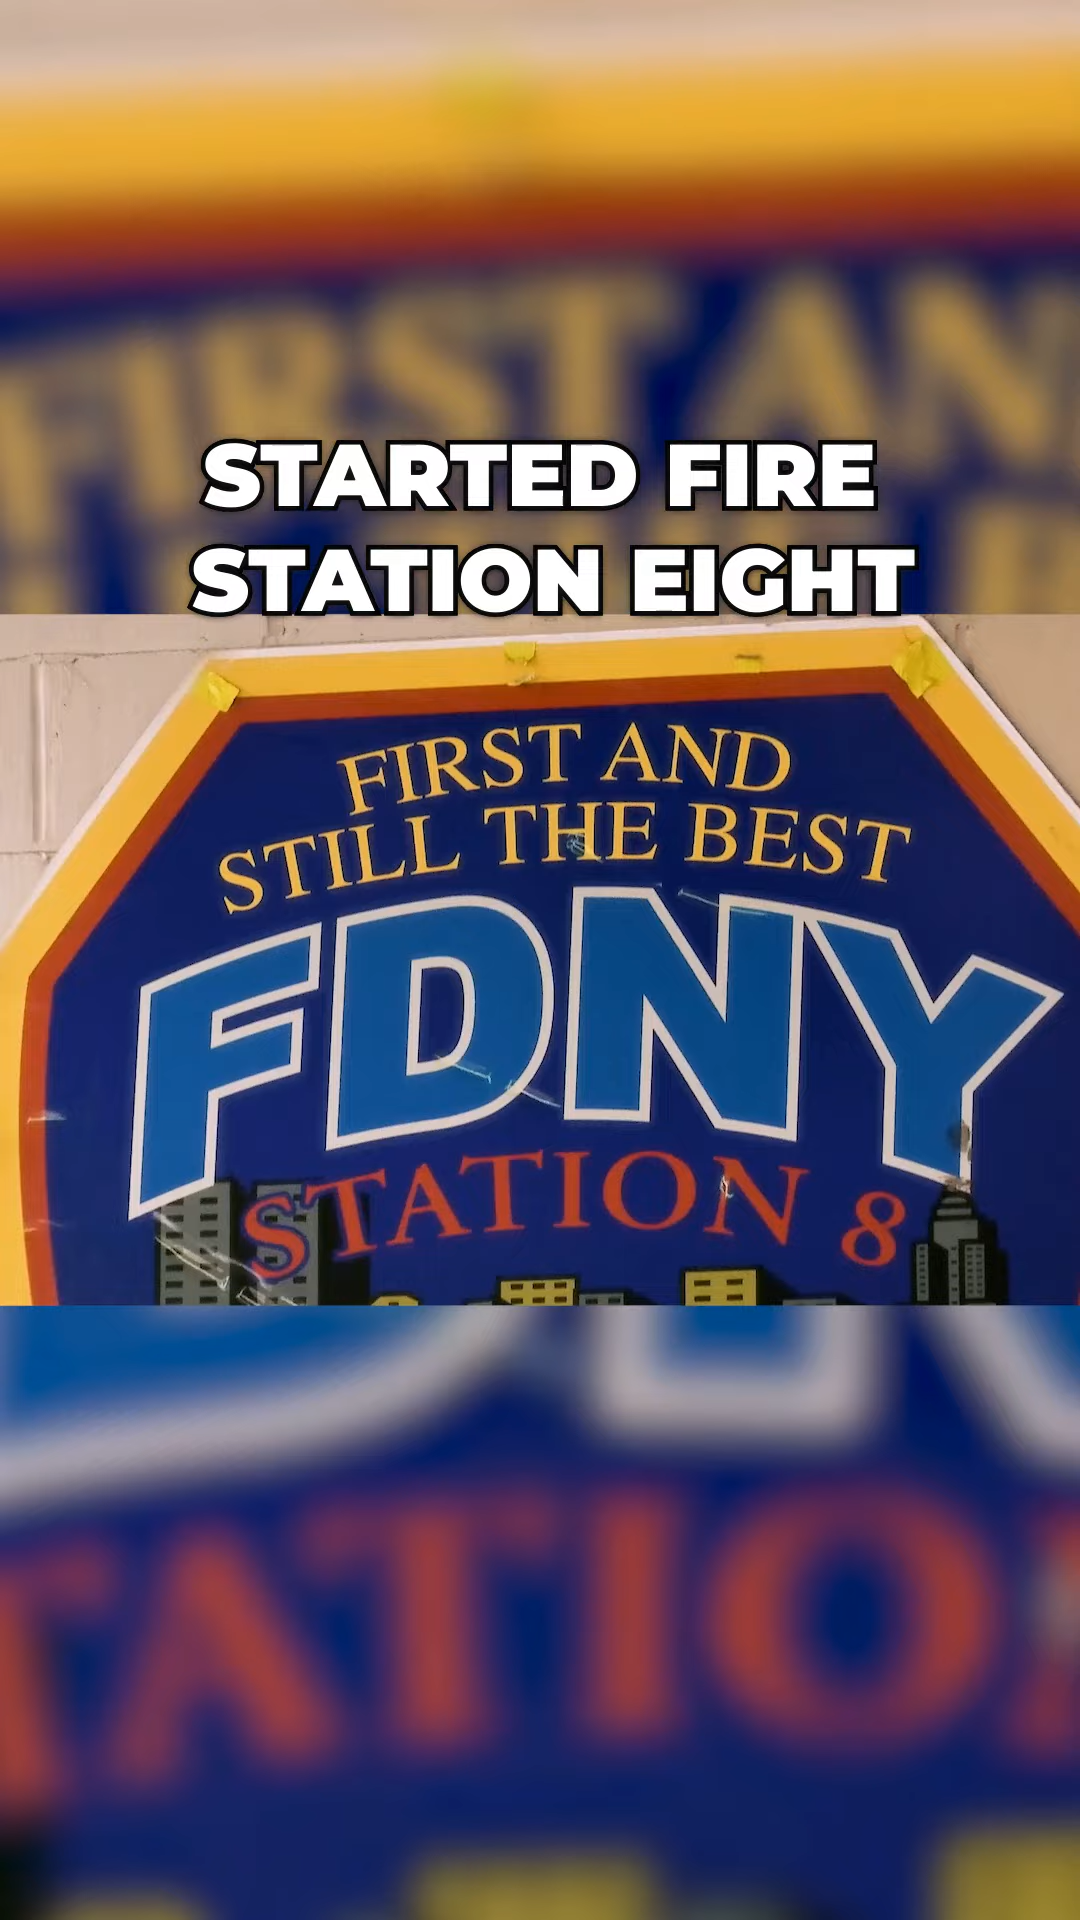 STARTED FIRE
STATION EIGHT
FIRST AND
STILL THE BEST
FDNY
STATION 8